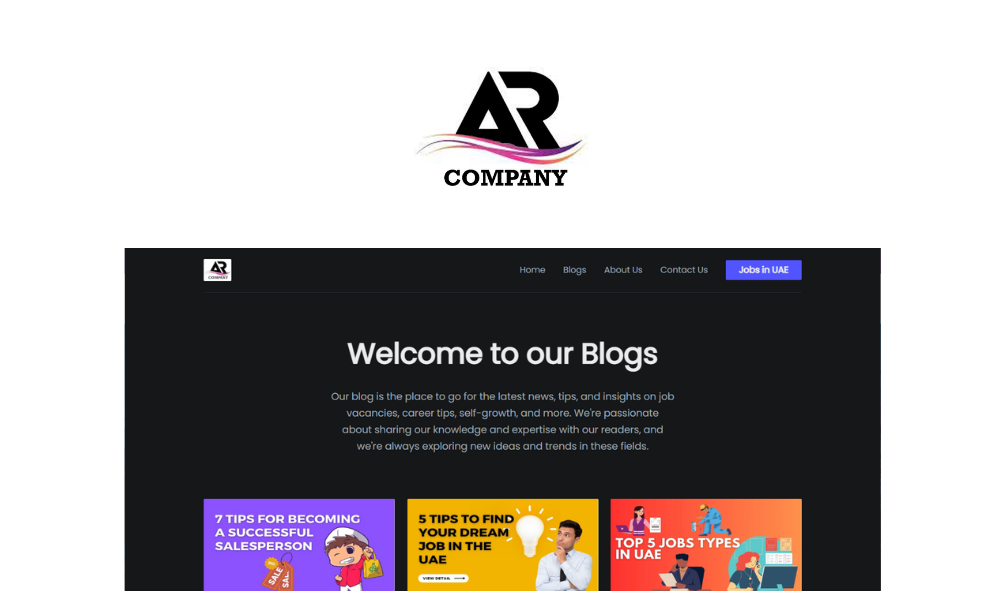 AR
COMPANY
AR
COMPANY
Home
Blogs
About Us
Contact Us
Jobs in UAE
Welcome to our Blogs
Our blog is the place to go for the latest news, tips, and insights on job
vacancies, career tips, self-growth, and more. We're passionate
about sharing our knowledge and expertise with our readers, and
we're always exploring new ideas and trends in these fields.
7 TIPS FOR BECOMING
A SUCCESSFUL
SALESPERSON
SALE
SAL
5 TIPS TO FIND
YOUR DREAM
JOB IN THE
UAE
VIEW DETAIL
TOP 5 JOBS TYPES
IN UAE